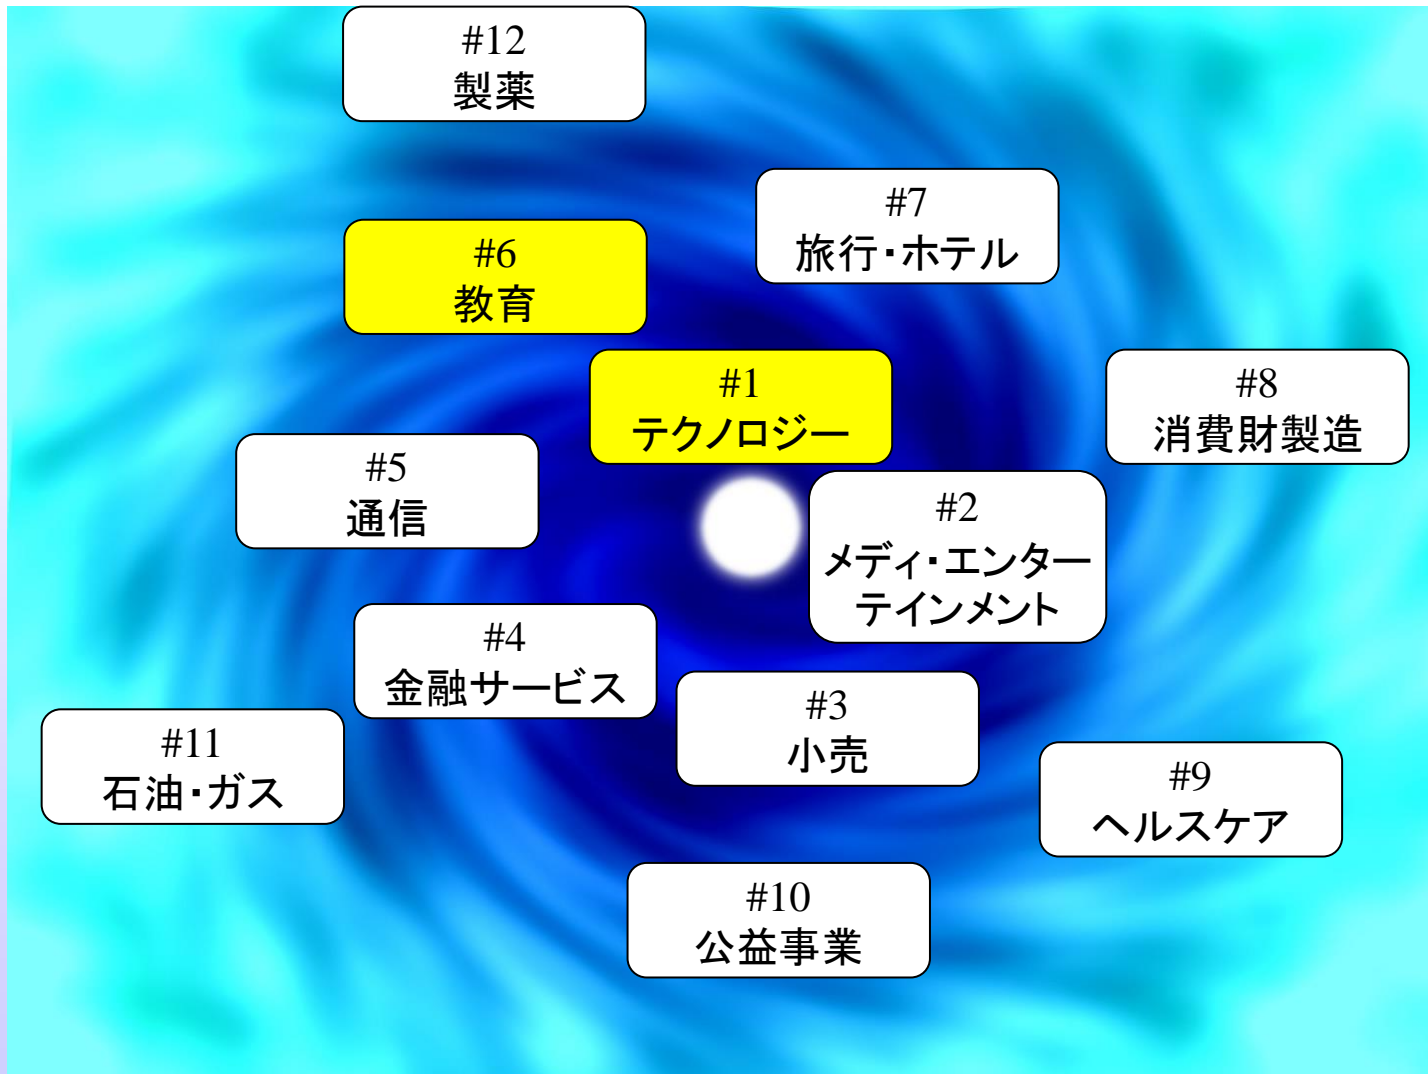 #12
製薬
#7
旅行・ホテル
#6
教育
#1
テクノロジー
#8
消費財製造
#5
通信
#2
メディ・エンター
テインメント
#4
金融サービス
#3
小売
#11
石油・ガス
#9
ヘルスケア
#10
公益事業